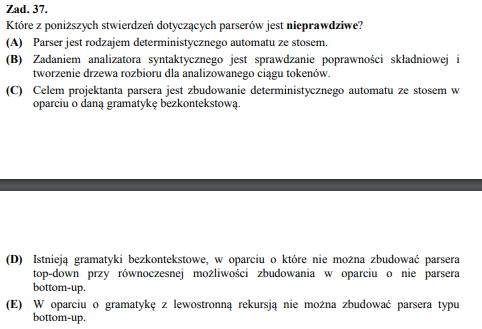 Zad. 37.
Które z poniższych stwierdzeń dotyczących parserów jest nieprawdziwe?
(A) Parser jest rodzajem deterministycznego automatu ze stosem.
(B) Zadaniem analizatora syntaktycznego jest sprawdzanie poprawności składniowej i
tworzenie drzewa rozbioru dla analizowanego ciągu tokenów.
(C) Celem projektanta parsera jest zbudowanie deterministycznego automatu ze stosem w
oparciu o daną gramatykę bezkontekstową.
(D) Istnieją gramatyki bezkontekstowe, w oparciu o które nie można zbudować parsera
top-down przy równoczesnej możliwości zbudowania w oparciu o nie parsera
bottom-up.
(E) W oparciu o gramatykę z lewostronną rekursją nie można zbudować parsera typu
bottom-up.